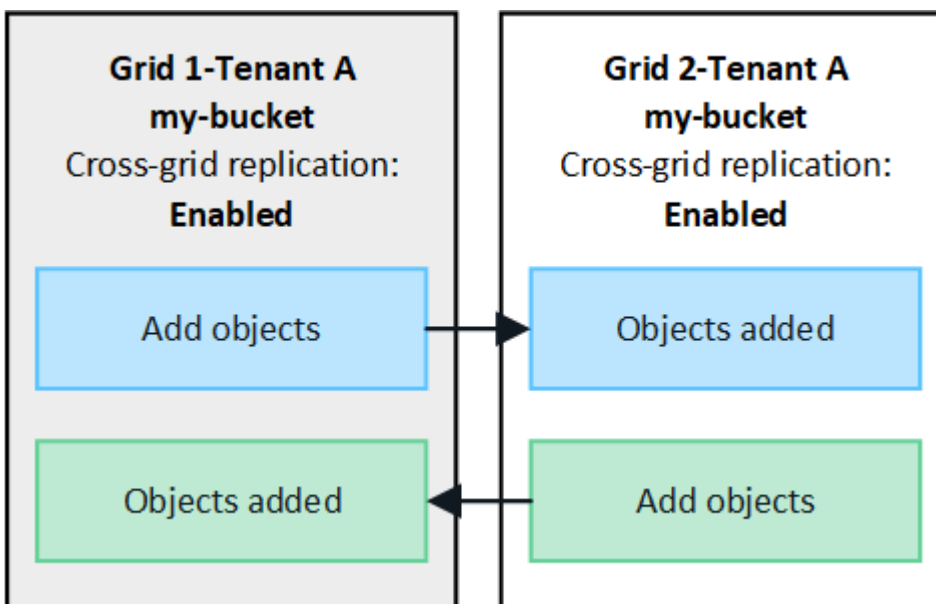 Grid 1-Tenant A
my-bucket
Cross-grid replication:
Enabled
Add objects
Objects added
Grid 2-Tenant A
my-bucket
Cross-grid replication:
Enabled
Objects added
Add objects